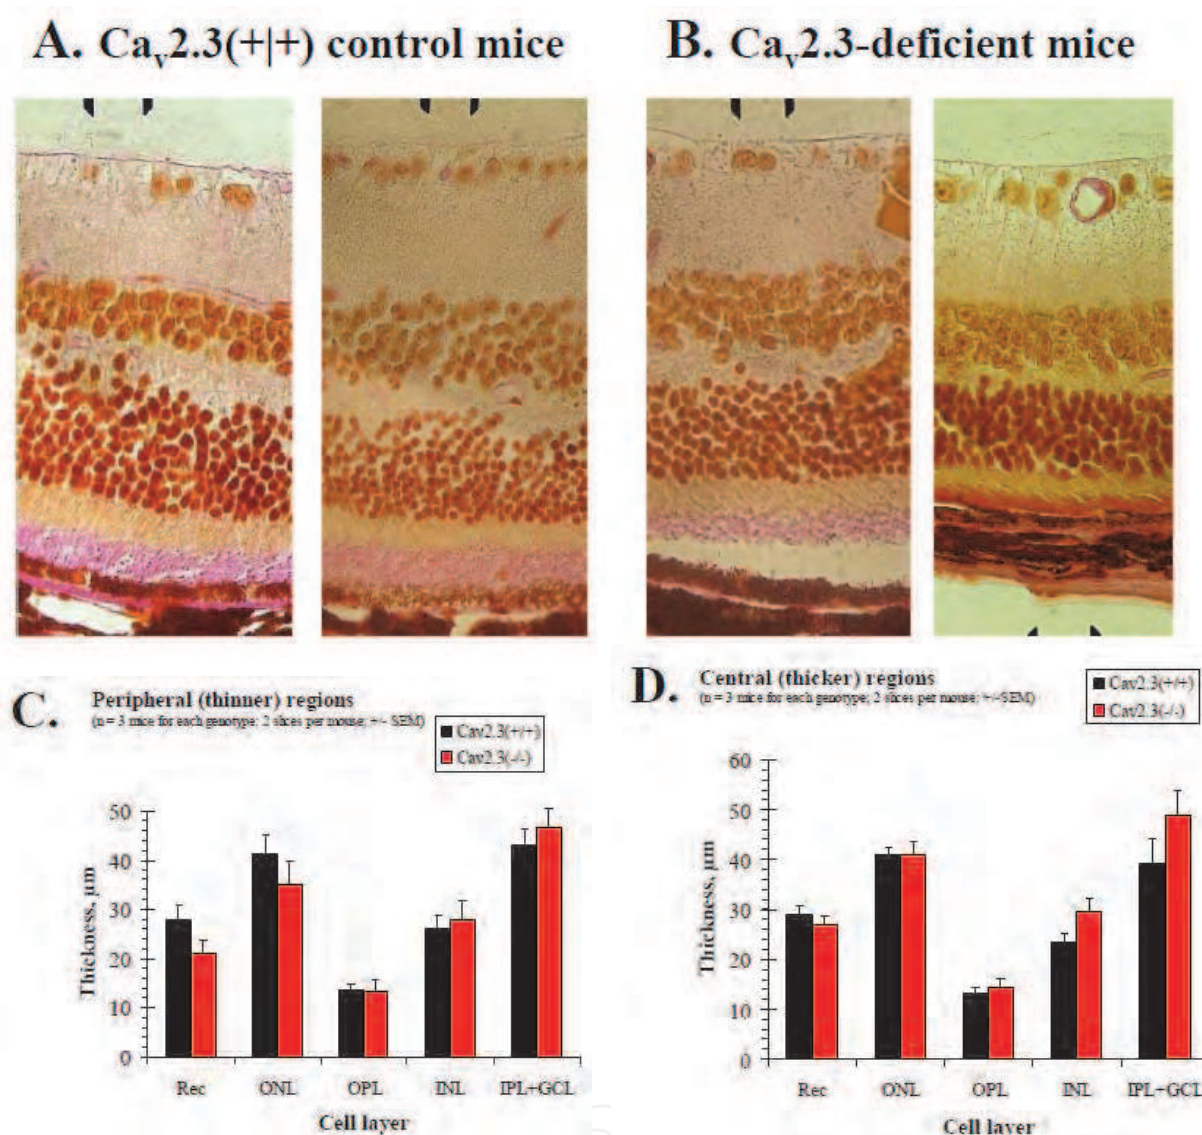 A. Caᵥ2.3(+|+) control mice
B. Caᵥ2.3-deficient mice
C. Peripheral (thinner) regions
(n = 3 mice for each genotype; 2 slices per mouse; +/- SEM)
Cav2.3(+/+)
Cav2.3(-/-)
50
40
30
20
10
0
Thickness, µm
Rec ONL OPL INL IPL+GCL
Cell layer
D. Central (thicker) regions
(n = 3 mice for each genotype; 2 slices per mouse; +/-SEM)
Cav2.3(+/+)
Cav2.3(-/-)
60
50
40
30
20
10
0
Thickness, µm
Rec ONL OPL INL IPL+GCL
Cell layer